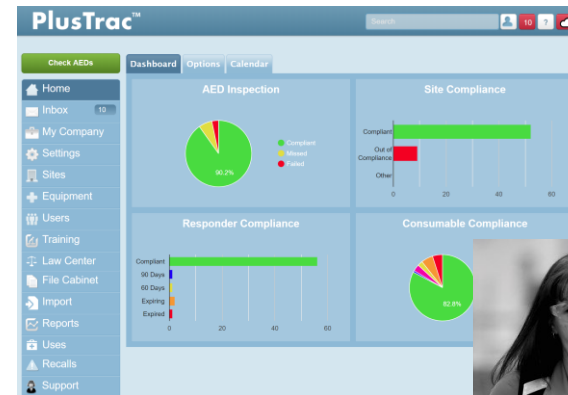 PlusTrac™
Search
10
?
Check AEDs
Dashboard
Options
Calendar
Home
Inbox 10
My Company
Settings
Sites
Equipment
Users
Training
Law Center
File Cabinet
Import
Reports
Uses
Recalls
Support
AED Inspection
90.2%
Compliant
Missed
Failed
Site Compliance
Compliant
Out of
Compliance
Other
0 20 40 60
Responder Compliance
Compliant
90 Days
60 Days
Expiring
Expired
0 20 40 60
Consumable Compliance
82.8%